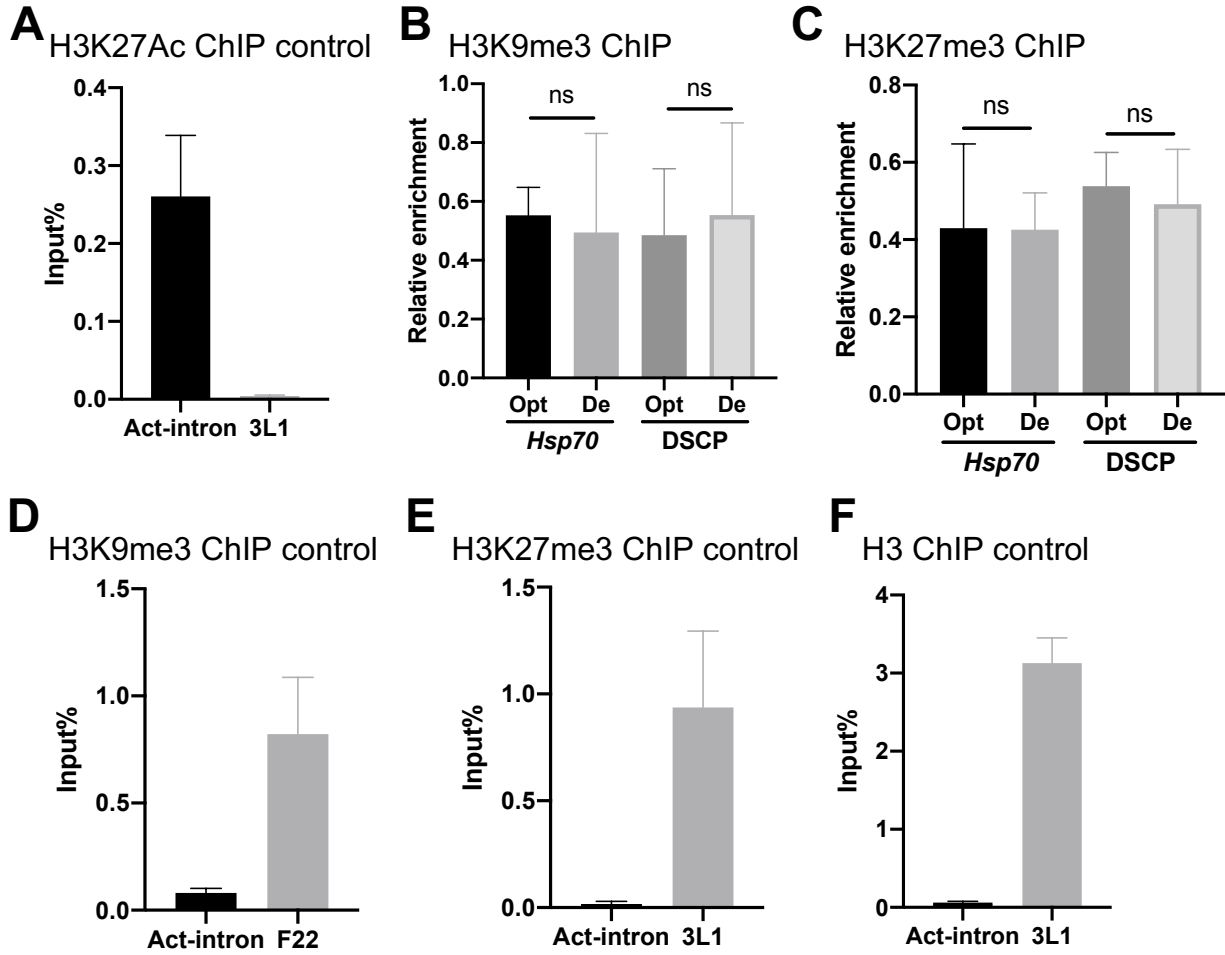 A
H3K27Ac ChIP control
Input%
0.4
0.3
0.2
0.1
0.0
Act-intron 3L1
B
H3K9me3 ChIP
Relative enrichment
1.0
0.8
0.6
0.4
0.2
0.0
ns
ns
Opt De Opt De
Hsp70 DSCP
C
H3K27me3 ChIP
Relative enrichment
0.8
0.6
0.4
0.2
0.0
ns
ns
Opt De Opt De
Hsp70 DSCP
D
H3K9me3 ChIP control
Input%
1.5
1.0
0.5
0.0
Act-intron F22
E
H3K27me3 ChIP control
Input%
1.5
1.0
0.5
0.0
Act-intron 3L1
F
H3 ChIP control
Input%
4
3
2
1
0
Act-intron 3L1